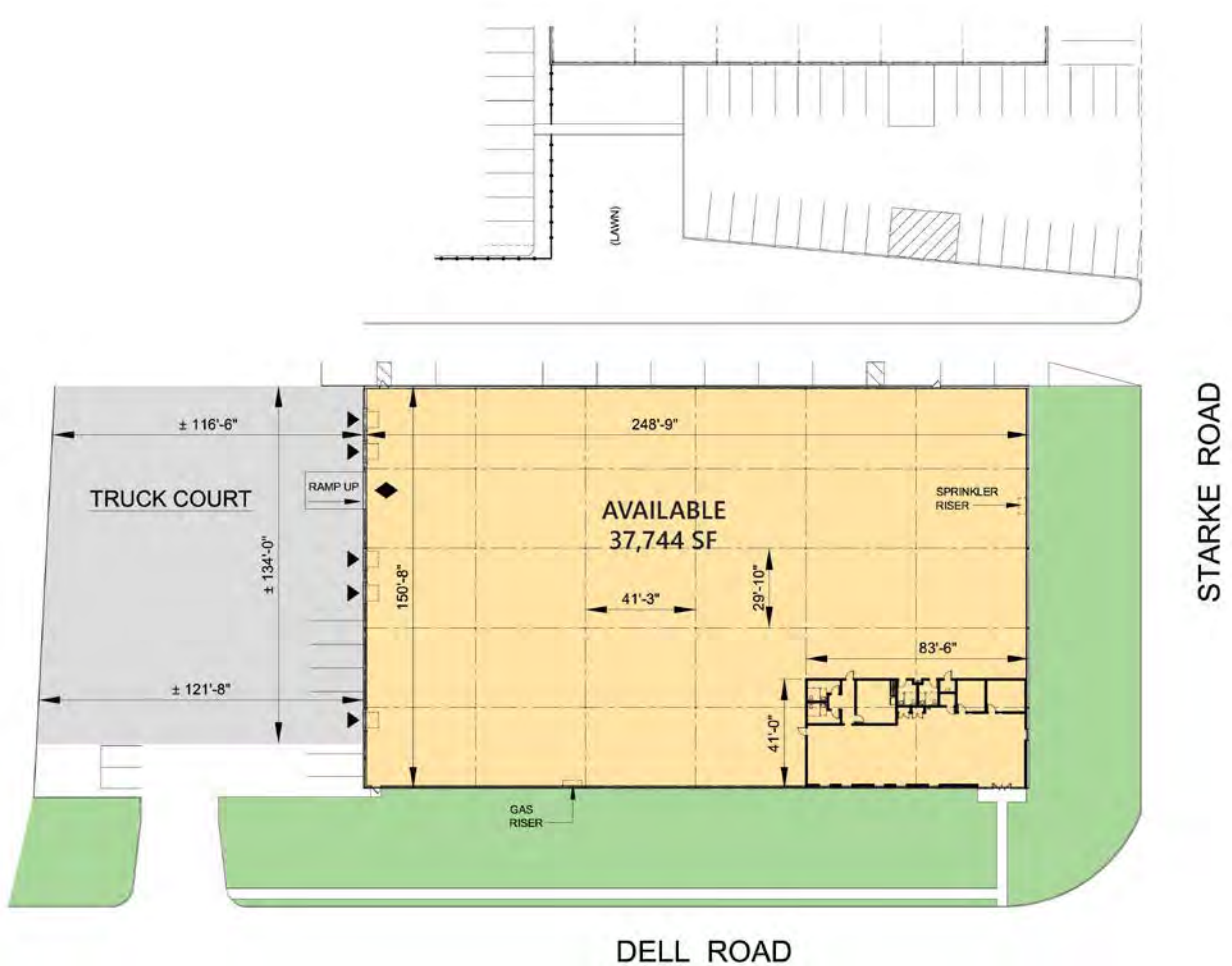 (LAWN)
± 116'-6"
248'-9"
TRUCK COURT
RAMP UP
AVAILABLE
37,744 SF
SPRINKLER
RISER
STARKE ROAD
± 134'-0"
150'-8"
41'-3"
29'-10"
83'-6"
± 121'-8"
41'-0"
GAS
RISER
DELL ROAD